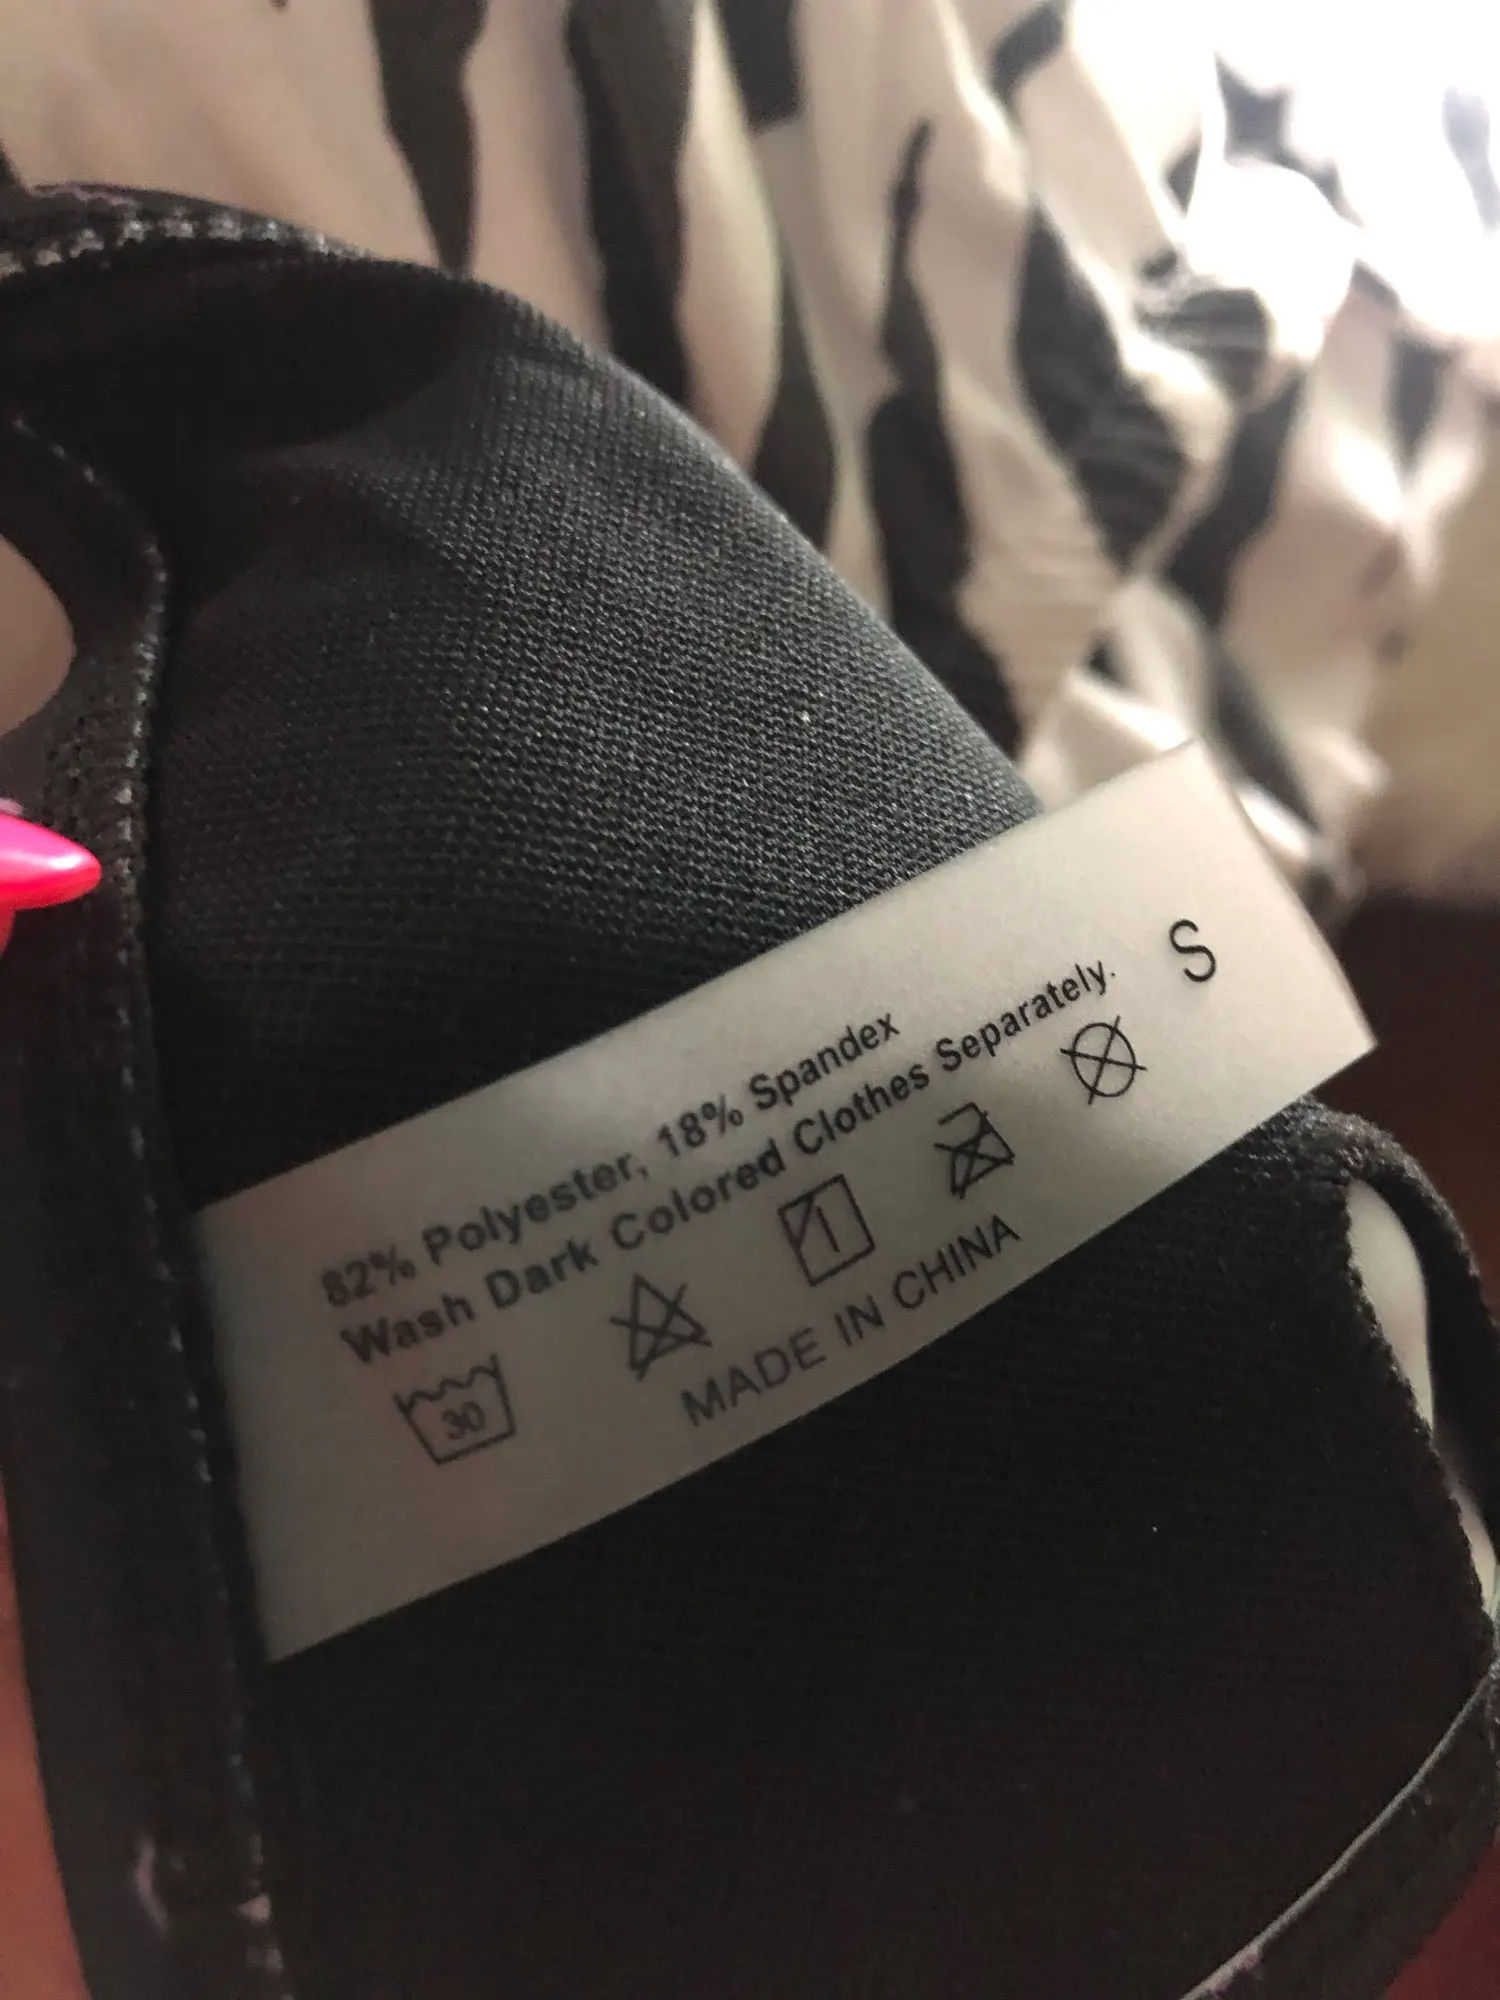 82% Polyester, 18% Spandex
Wash Dark Colored Clothes Separately.
S
30
MADE IN CHINA